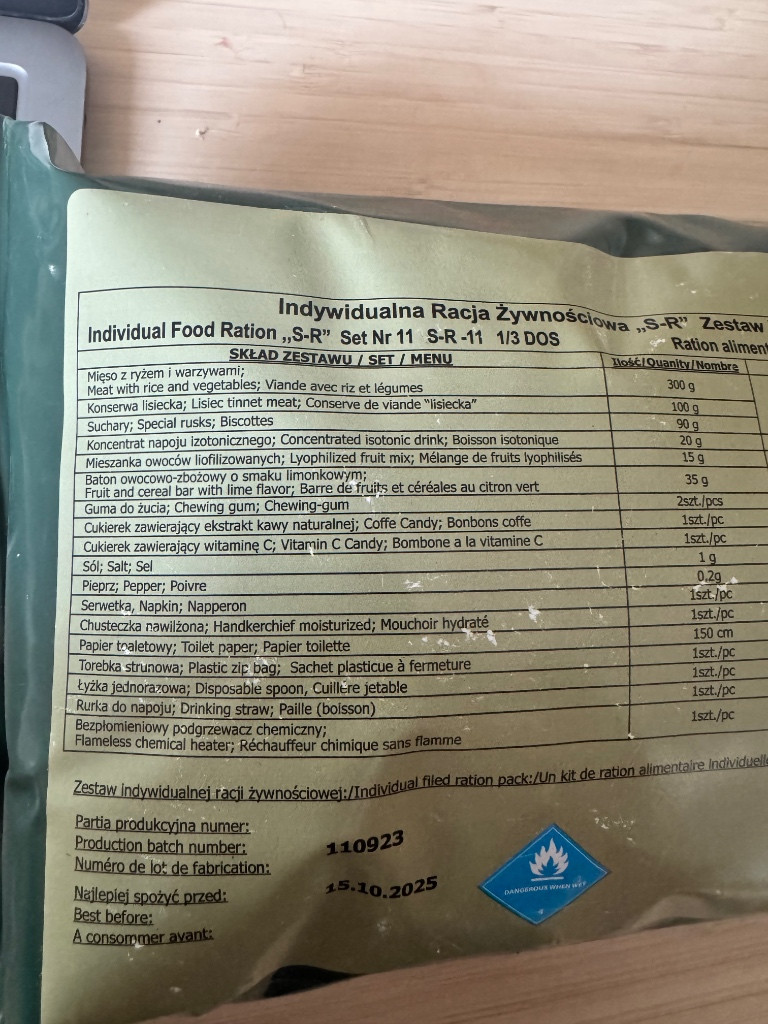 Indywidualna Racja Żywnościowa „S-R” Zestaw
Individual Food Ration „S-R” Set Nr 11 S-R -11 1/3 DOS
Ration aliment
SKŁAD ZESTAWU / SET / MENU
Ilość/Quanity/Nombre
Mięso z ryżem i warzywami;
Meat with rice and vegetables; Viande avec riz et légumes
300 g
Konserwa lisiecka; Lisiec tinnet meat; Conserve de viande “lisiecka”
100 g
Suchary; Special rusks; Biscottes
90 g
Koncentrat napoju izotonicznego; Concentrated isotonic drink; Boisson isotonique
20 g
Mieszanka owoców liofilizowanych; Lyophilized fruit mix; Mélange de fruits lyophilisés
15 g
Baton owocowo-zbożowy o smaku limonkowym;
Fruit and cereal bar with lime flavor; Barre de fruits et céréales au citron vert
35 g
Guma do żucia; Chewing gum; Chewing-gum
2szt./pcs
Cukierek zawierający ekstrakt kawy naturalnej; Coffe Candy; Bonbons coffe
1szt./pc
Cukierek zawierający witaminę C; Vitamin C Candy; Bombone a la vitamine C
1szt./pc
Sól; Salt; Sel
1 g
Pieprz; Pepper; Poivre
0,2g
Serwetka, Napkin; Napperon
1szt./pc
Chusteczka nawilżona; Handkerchief moisturized; Mouchoir hydraté
1szt./pc
Papier toaletowy; Toilet paper; Papier toilette
150 cm
Torebka strunowa; Plastic zip bag; Sachet plasticue à fermeture
1szt./pc
Łyżka jednorazowa; Disposable spoon, Cuillère jetable
1szt./pc
Rurka do napoju; Drinking straw; Paille (boisson)
1szt./pc
Bezpłomieniowy podgrzewacz chemiczny;
Flameless chemical heater; Réchauffeur chimique sans flamme
1szt./pc
Zestaw indywidualnej racji żywnościowej:/Individual filed ration pack:/Un kit de ration alimentaire individuelle
Partia produkcyjna numer:
Production batch number:
Numéro de lot de fabrication:
110923
Najlepiej spożyć przed:
Best before:
A consommer avant:
15.10.2025
DANGEROUS WHEN WET